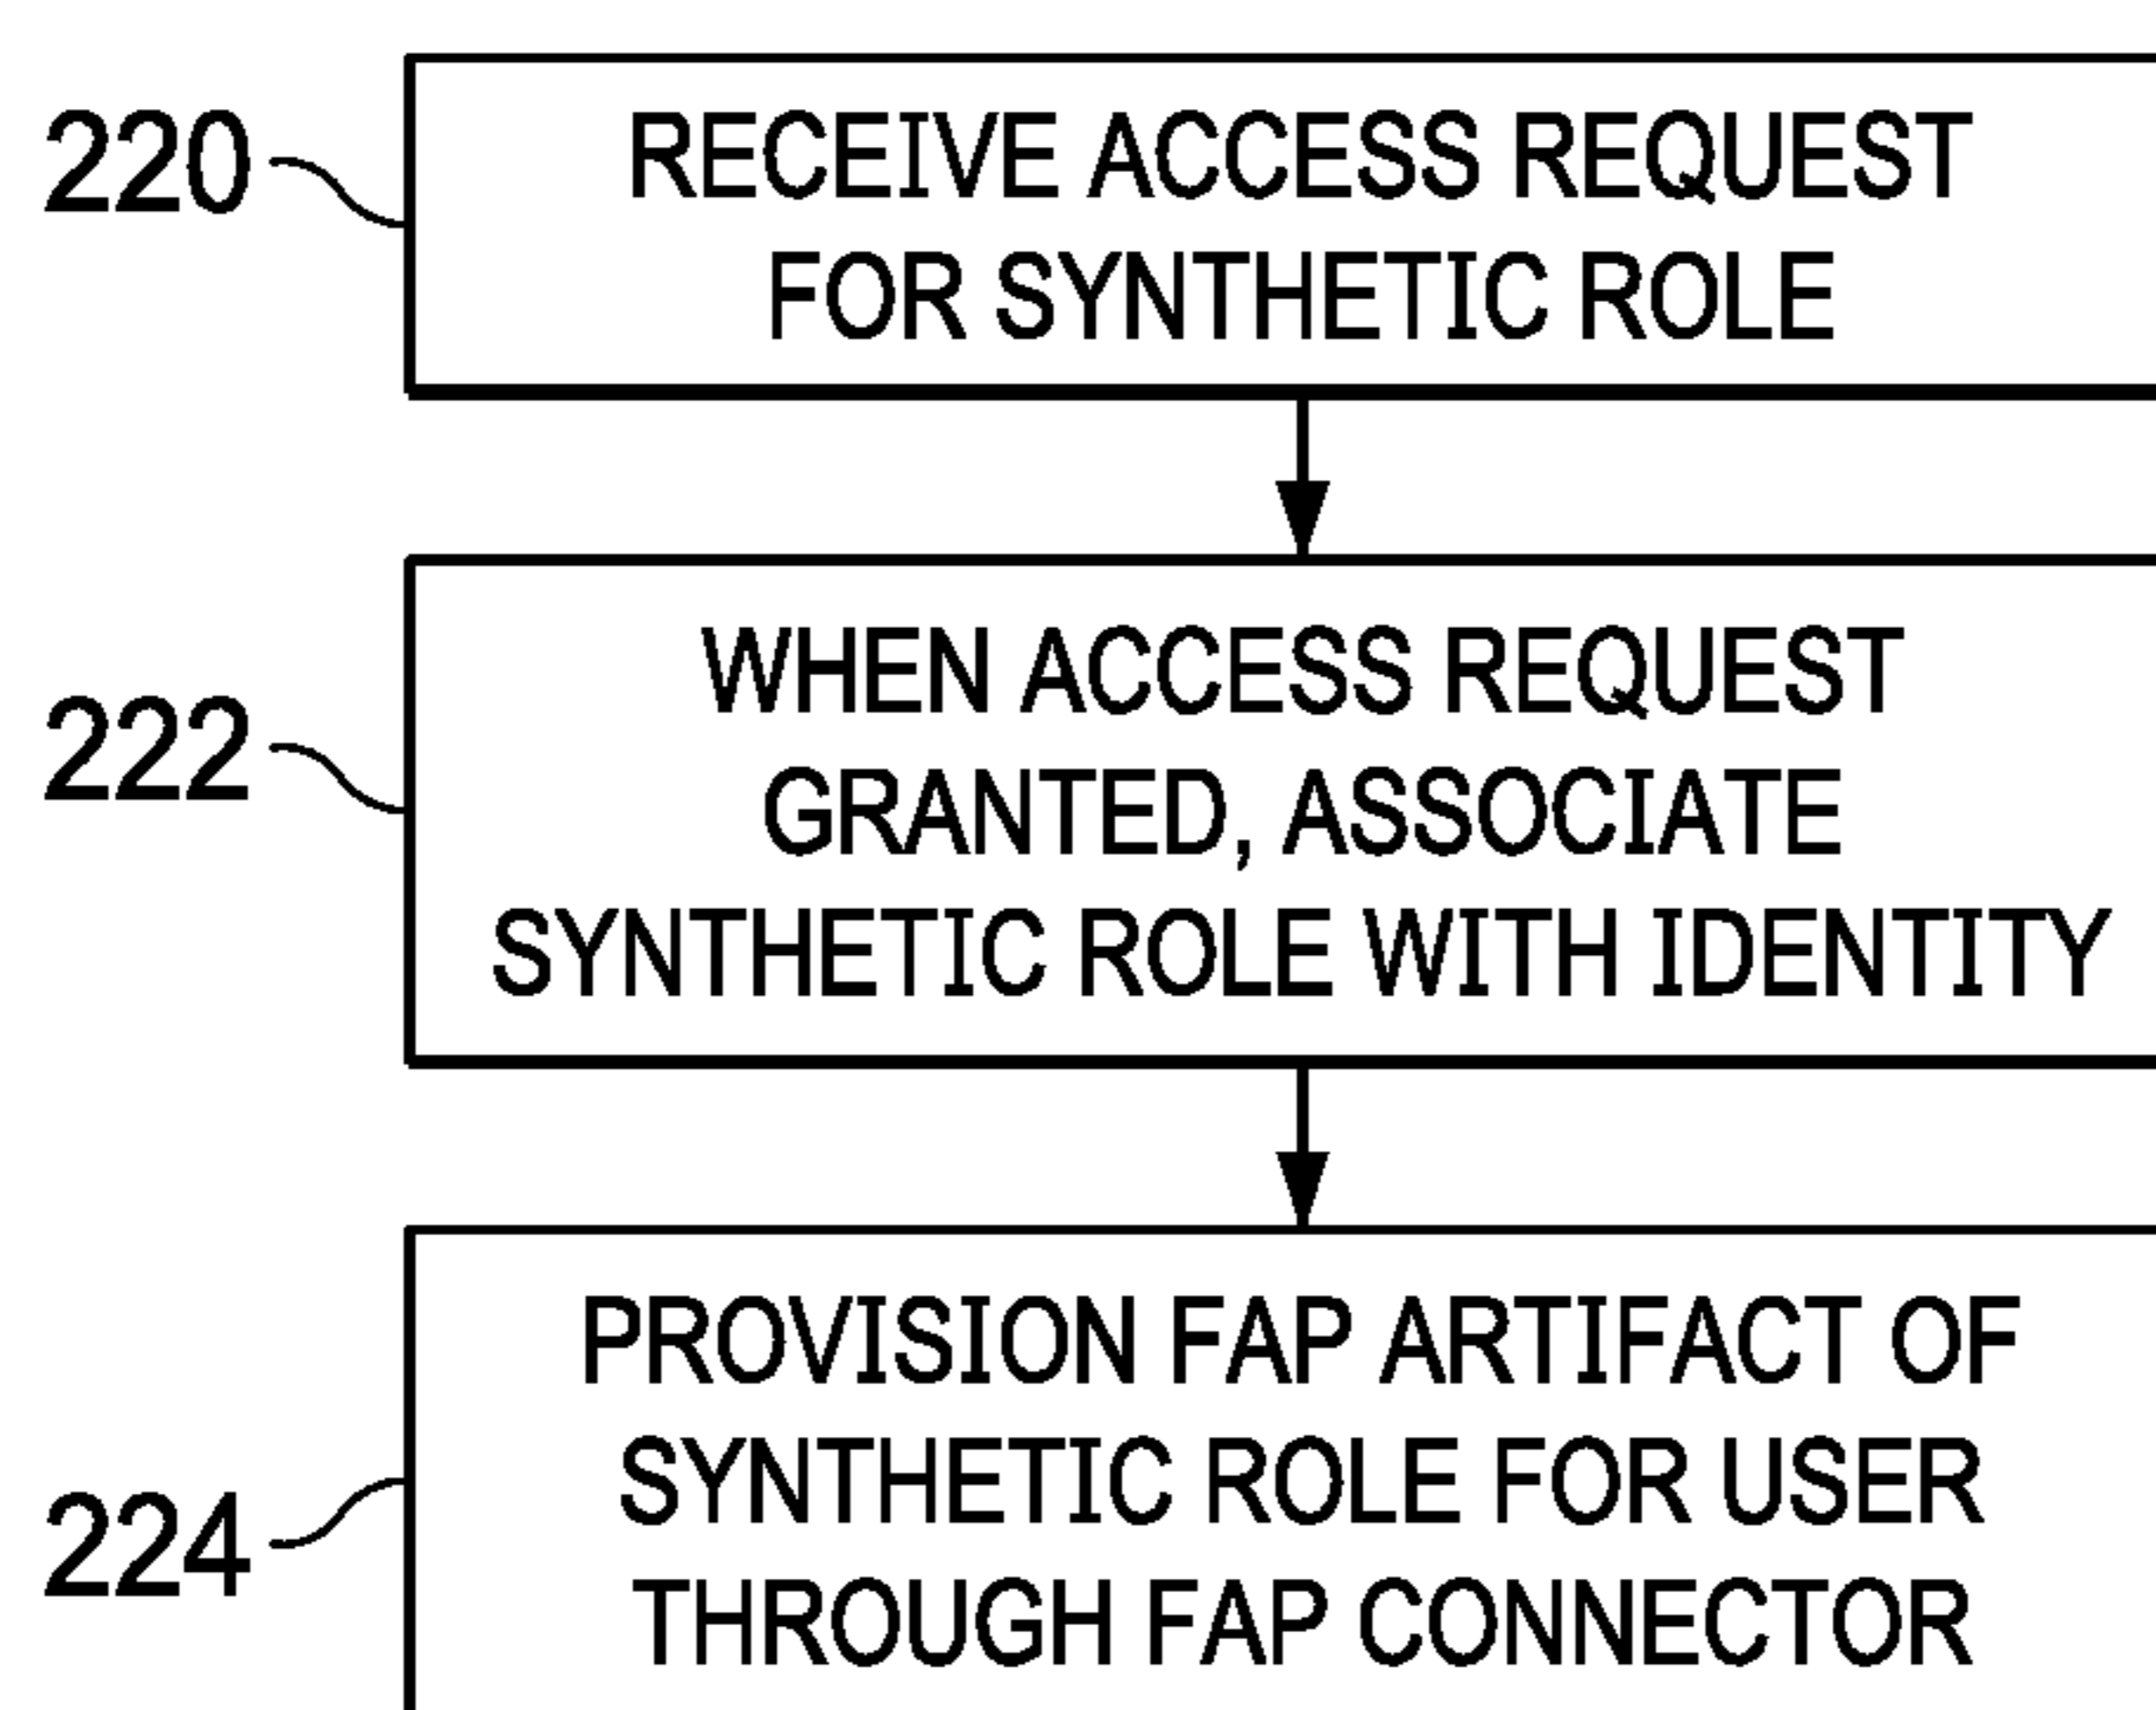 220
RECEIVE ACCESS REQUEST
FOR SYNTHETIC ROLE
222
WHEN ACCESS REQUEST
GRANTED, ASSOCIATE
SYNTHETIC ROLE WITH IDENTITY
224
PROVISION FAP ARTIFACT OF
SYNTHETIC ROLE FOR USER
THROUGH FAP CONNECTOR